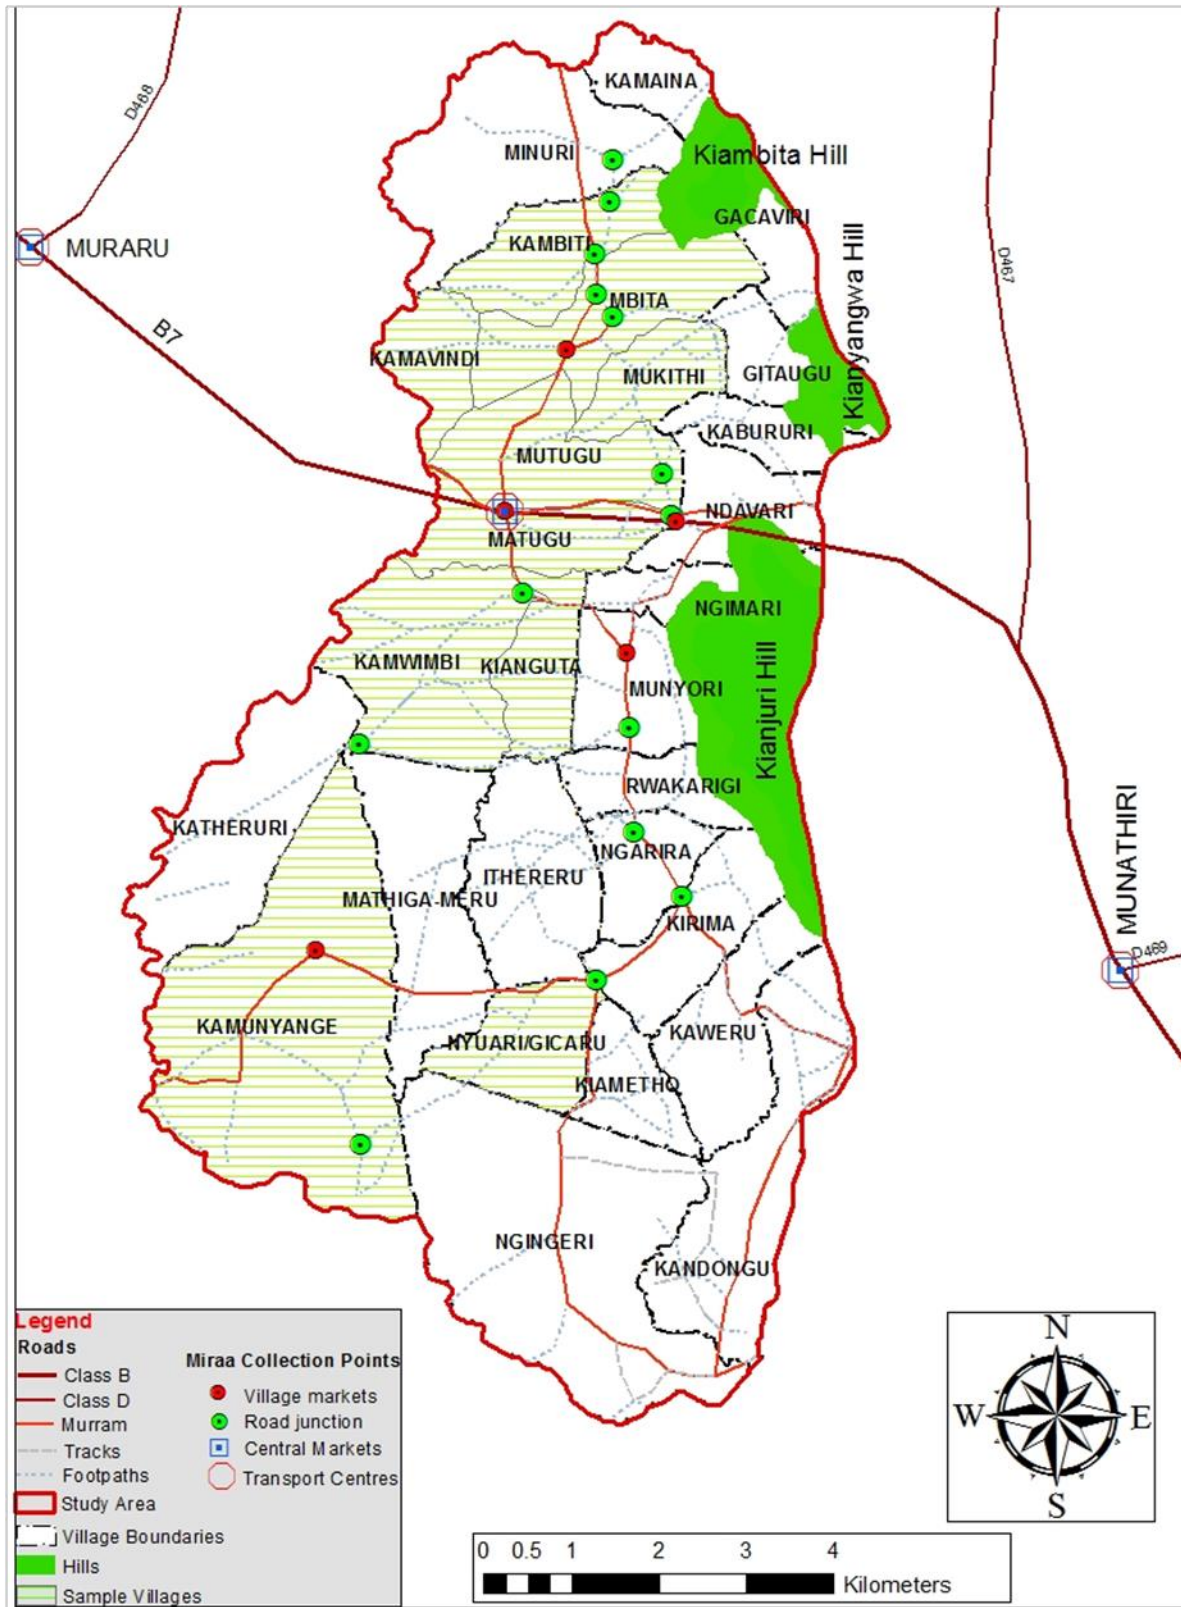 KAMAINA
D468
MINURI
Kiambita Hill
GACAVIRI
MURARU
KAMBITI
D467
Kianyangwa Hill
MBITA
B7
KAMAVINDI
MUKITHI
GITAUGU
KABURURI
MUTUGU
NDAVARI
MATUGU
NGIMARI
KAMWIMBI
KIANGUTA
MUNYORI
Kianjuri Hill
RWAKARIGI
KATHERURI
NGARIRA
MUNATHIRI
ITHERERU
MATHIGA-MERU
KIRIMA
D469
KAMUNYANGE
KAWERU
NYUARI/GICARU
KIAMETHO
NGINGERI
KANDONGU
Legend
Roads
Class B
Class D
Murram
Tracks
Footpaths
Study Area
Village Boundaries
Hills
Sample Villages
Miraa Collection Points
Village markets
Road junction
Central Markets
Transport Centres
N
W E
S
0 0.5 1 2 3 4
Kilometers